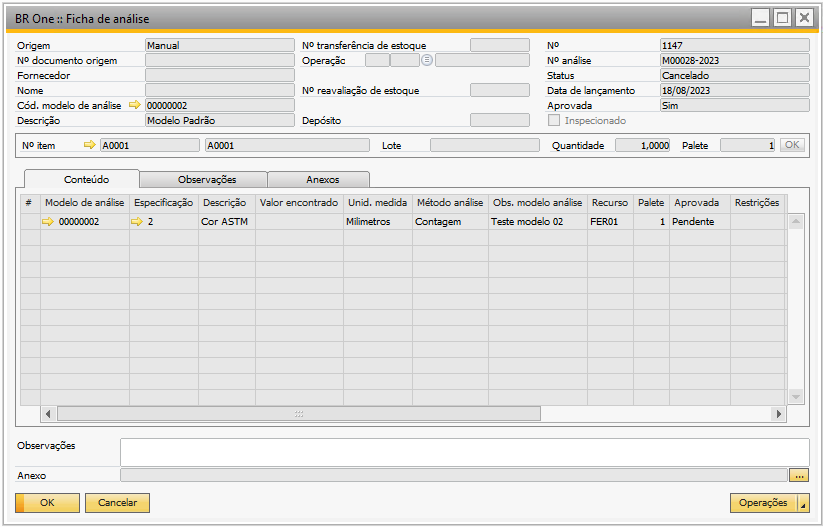 BR One :: Ficha de análise
Origem Manual Nº transferência de estoque Nº 1147
Nº documento origem Operação Nº análise M00028-2023
Fornecedor Status Cancelado
Nome Nº reavaliação de estoque Data de lançamento 18/08/2023
Cód. modelo de análise 00000002 Aprovada Sim
Descrição Modelo Padrão Depósito Inspecionado
Nº item A0001 A0001 Lote Quantidade 1,0000 Palete 1 OK
Conteúdo Observações Anexos
# Modelo de análise Especificação Descrição Valor encontrado Unid. medida Método análise Obs. modelo análise Recurso Palete Aprovada Restrições
00000002 2 Cor ASTM Milimetros Contagem Teste modelo 02 FER01 1 Pendente
Observações
Anexo ...
OK Cancelar Operações